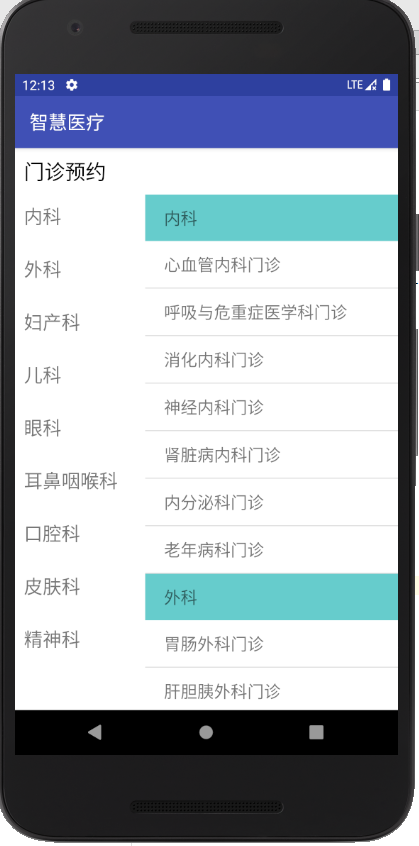 12:13
LTE
智慧医疗
门诊预约
内科
外科
妇产科
儿科
眼科
耳鼻咽喉科
口腔科
皮肤科
精神科
内科
心血管内科门诊
呼吸与危重症医学科门诊
消化内科门诊
神经内科门诊
肾脏病内科门诊
内分泌科门诊
老年病科门诊
外科
胃肠外科门诊
肝胆胰外科门诊